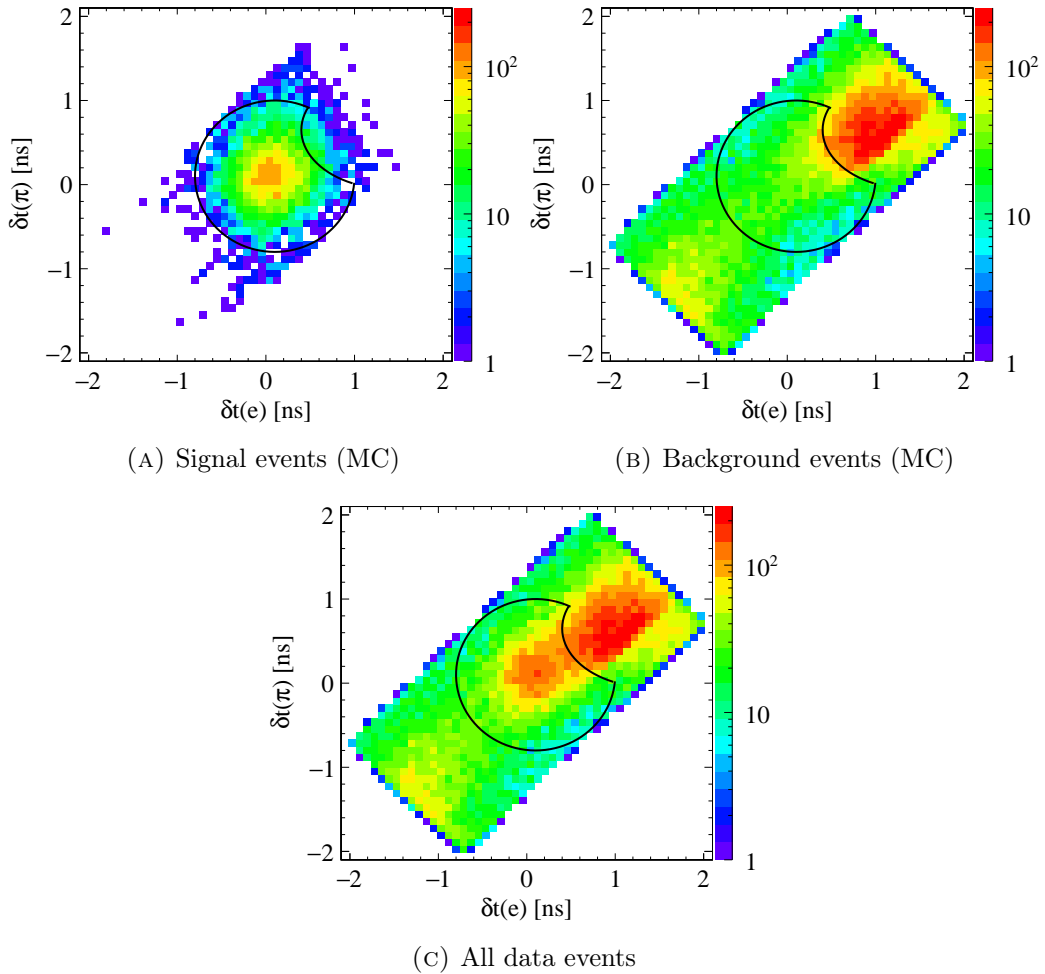 2
1
0
−1
−2
δt(π) [ns]
−2 −1 0 1 2
δt(e) [ns]
10²
10
1
(A) Signal events (MC)
2
1
0
−1
−2
δt(π) [ns]
−2 −1 0 1 2
δt(e) [ns]
10²
10
1
(B) Background events (MC)
2
1
0
−1
−2
δt(π) [ns]
−2 −1 0 1 2
δt(e) [ns]
10²
10
1
(C) All data events